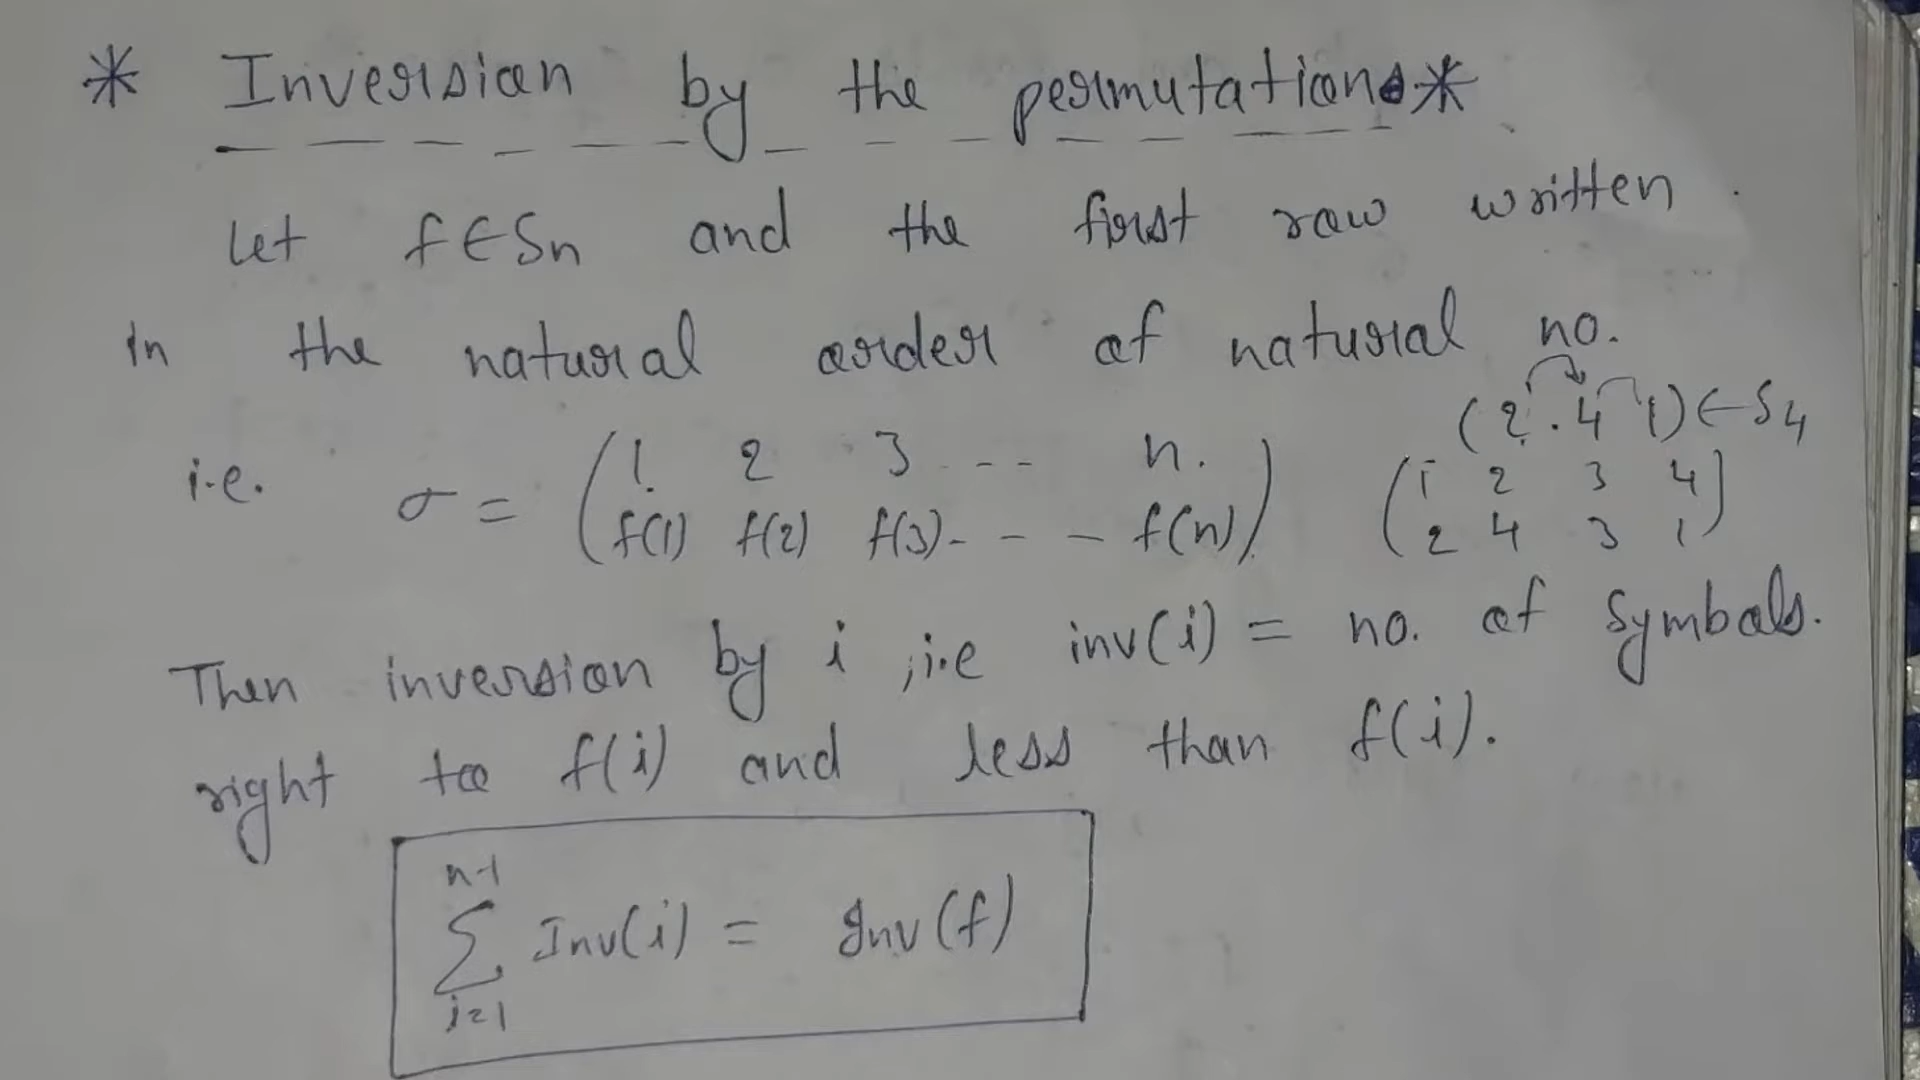 * Inversion by the permutations *
Let f ∈ Sn and the first row written
in the natural order of natural no.
(2 4 1) ∈ S4
i.e. σ = (1 2 3 -- n.
f(1) f(2) f(3) - - - f(n))
(1 2 3 4
2 4 3 1)
Then inversion by i , i.e inv(i) = no. of symbols.
right to f(i) and less than f(i).
n-1
∑ Inv(i) = Inv(f)
i=1